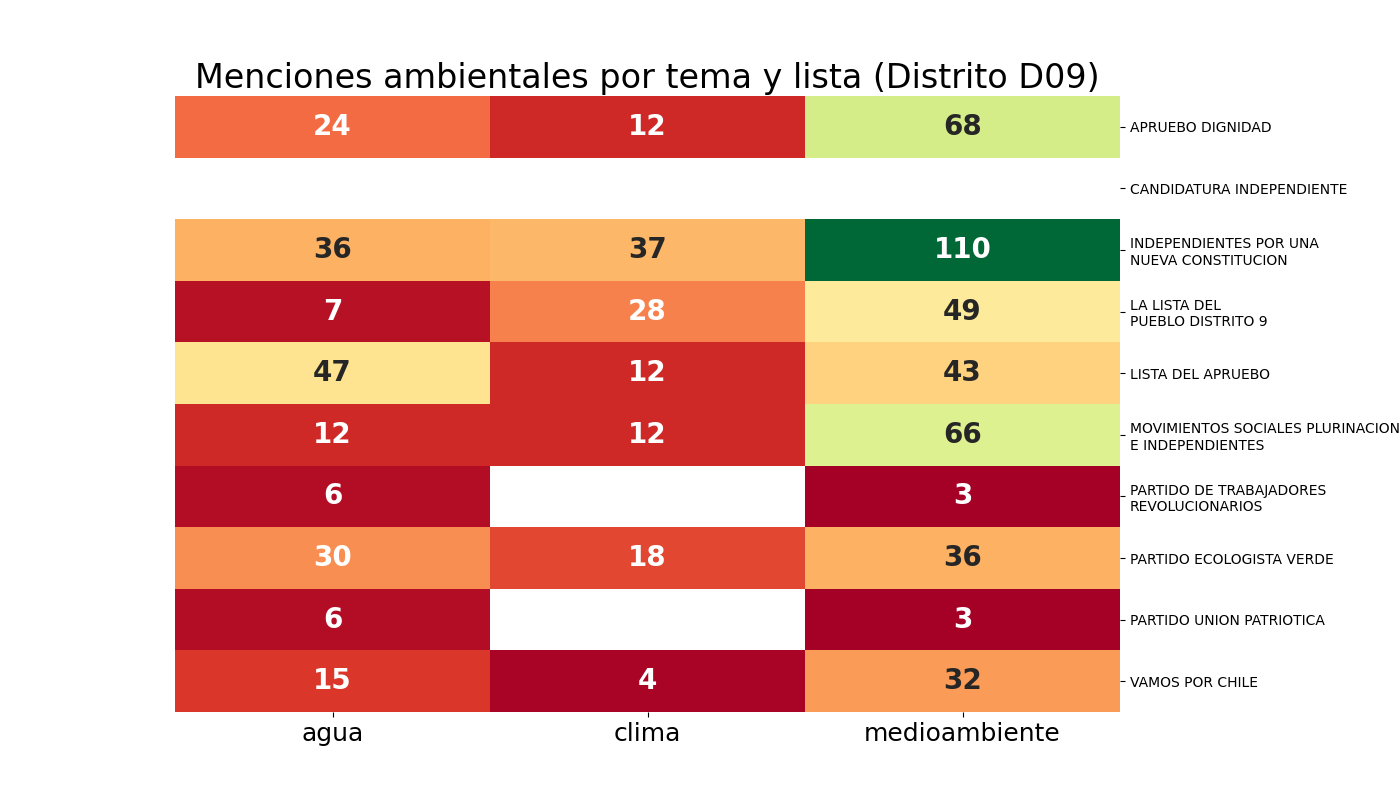 Menciones ambientales por tema y lista (Distrito D09)
24 12 68 APRUEBO DIGNIDAD
CANDIDATURA INDEPENDIENTE
36 37 110 INDEPENDIENTES POR UNA
NUEVA CONSTITUCION
7 28 49 LA LISTA DEL
PUEBLO DISTRITO 9
47 12 43 LISTA DEL APRUEBO
12 12 66 MOVIMIENTOS SOCIALES PLURINACION
E INDEPENDIENTES
6 3 PARTIDO DE TRABAJADORES
REVOLUCIONARIOS
30 18 36 PARTIDO ECOLOGISTA VERDE
6 3 PARTIDO UNION PATRIOTICA
15 4 32 VAMOS POR CHILE
agua clima medioambiente